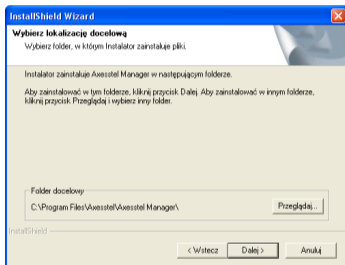 InstallShield Wizard
Wybierz lokalizację docelową
Wybierz folder, w którym Instalator zainstaluje pliki.
Instalator zainstaluje Axesstel Manager w następującym folderze.
Aby zainstalować w tym folderze, kliknij przycisk Dalej. Aby zainstalować w innym folderze,
kliknij przycisk Przeglądaj i wybierz inny folder.
Folder docelowy
C:\Program Files\Axesstel\Axesstel Manager\
Przeglądaj...
InstallShield
< Wstecz
Dalej >
Anuluj